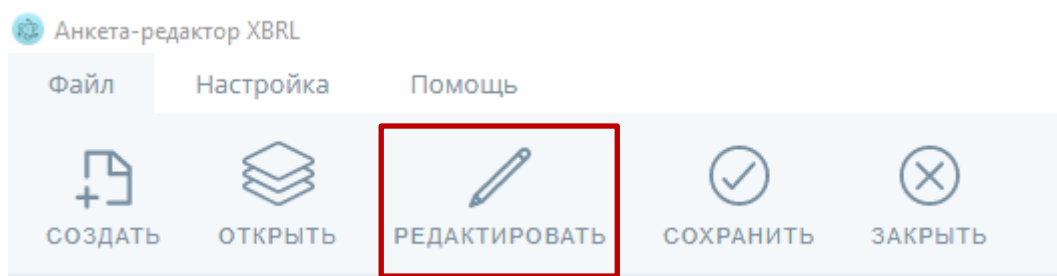 Анкета-редактор XBRL
Файл Настройка Помощь
СОЗДАТЬ ОТКРЫТЬ РЕДАКТИРОВАТЬ СОХРАНИТЬ ЗАКРЫТЬ